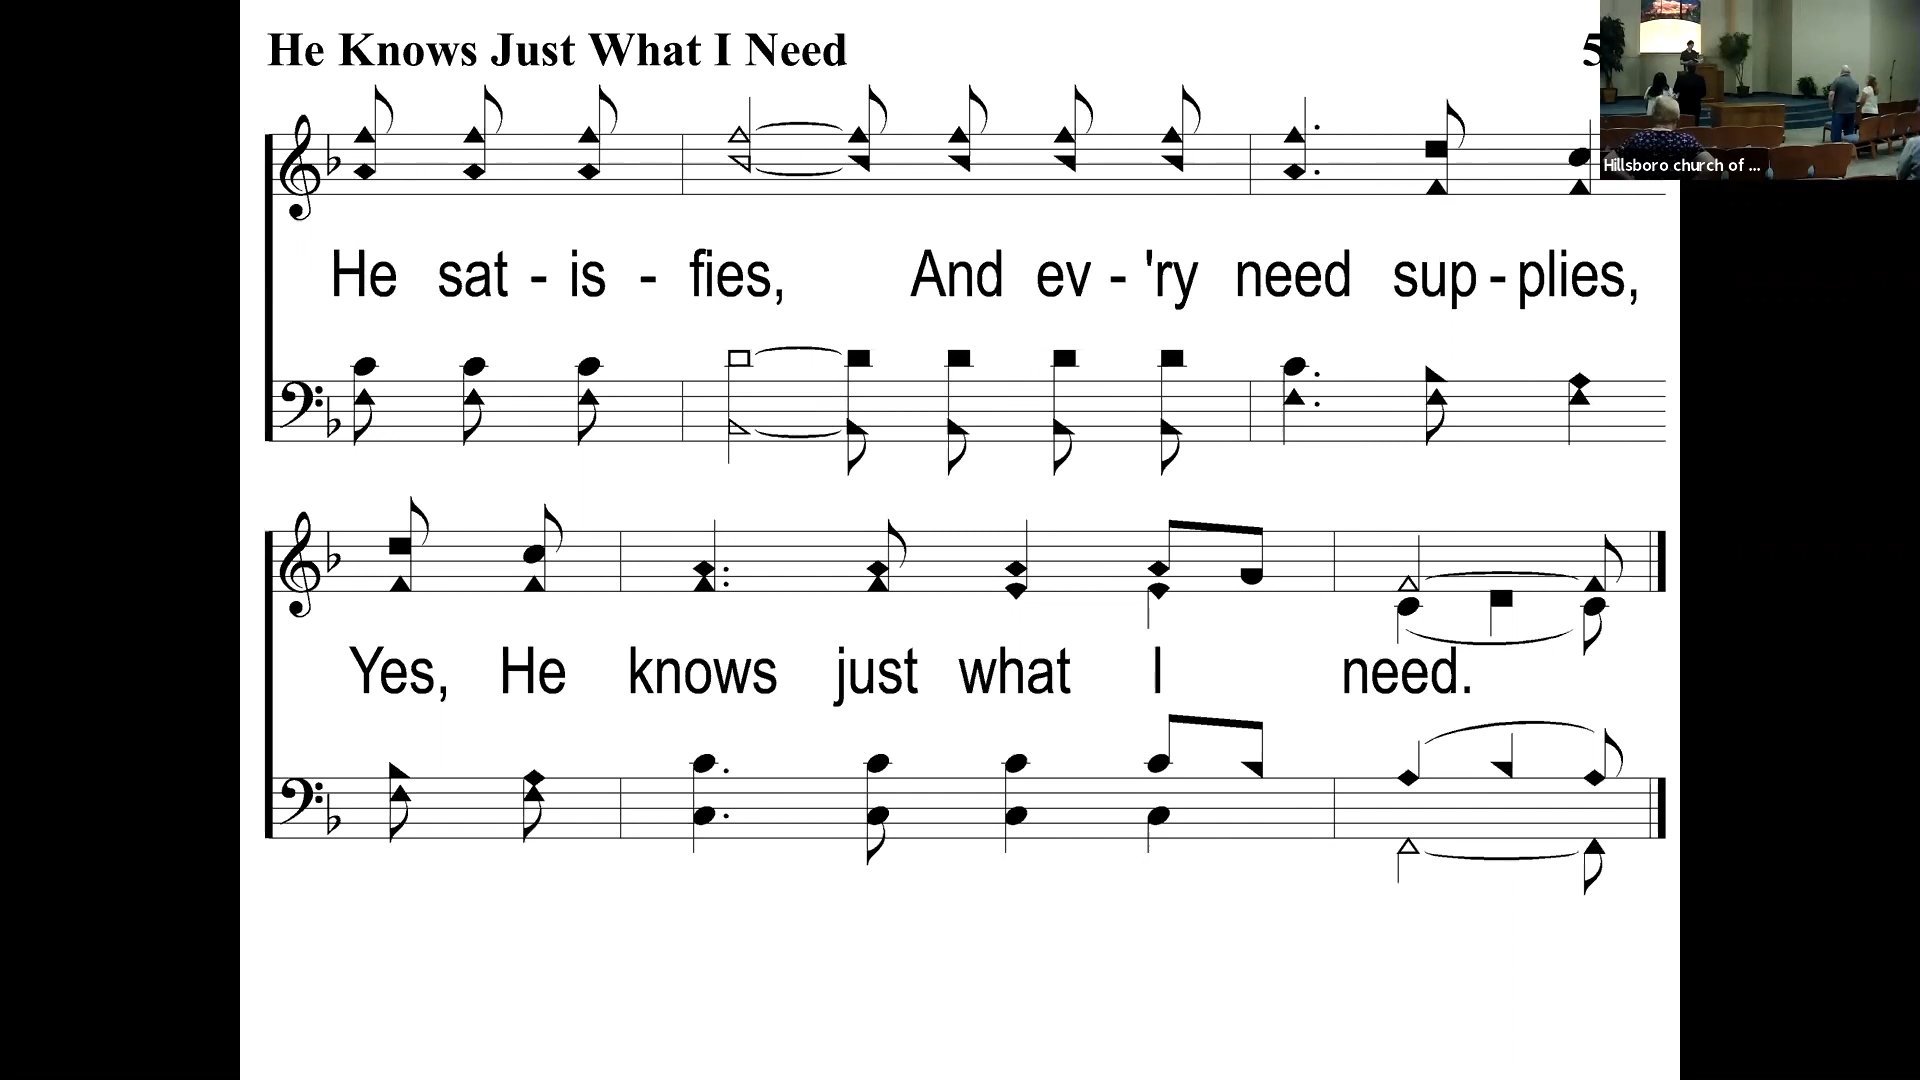 He Knows Just What I Need
5
Hillsboro church of ...
He sat - is - fies, And ev - 'ry need sup - plies,
Yes, He knows just what I need.